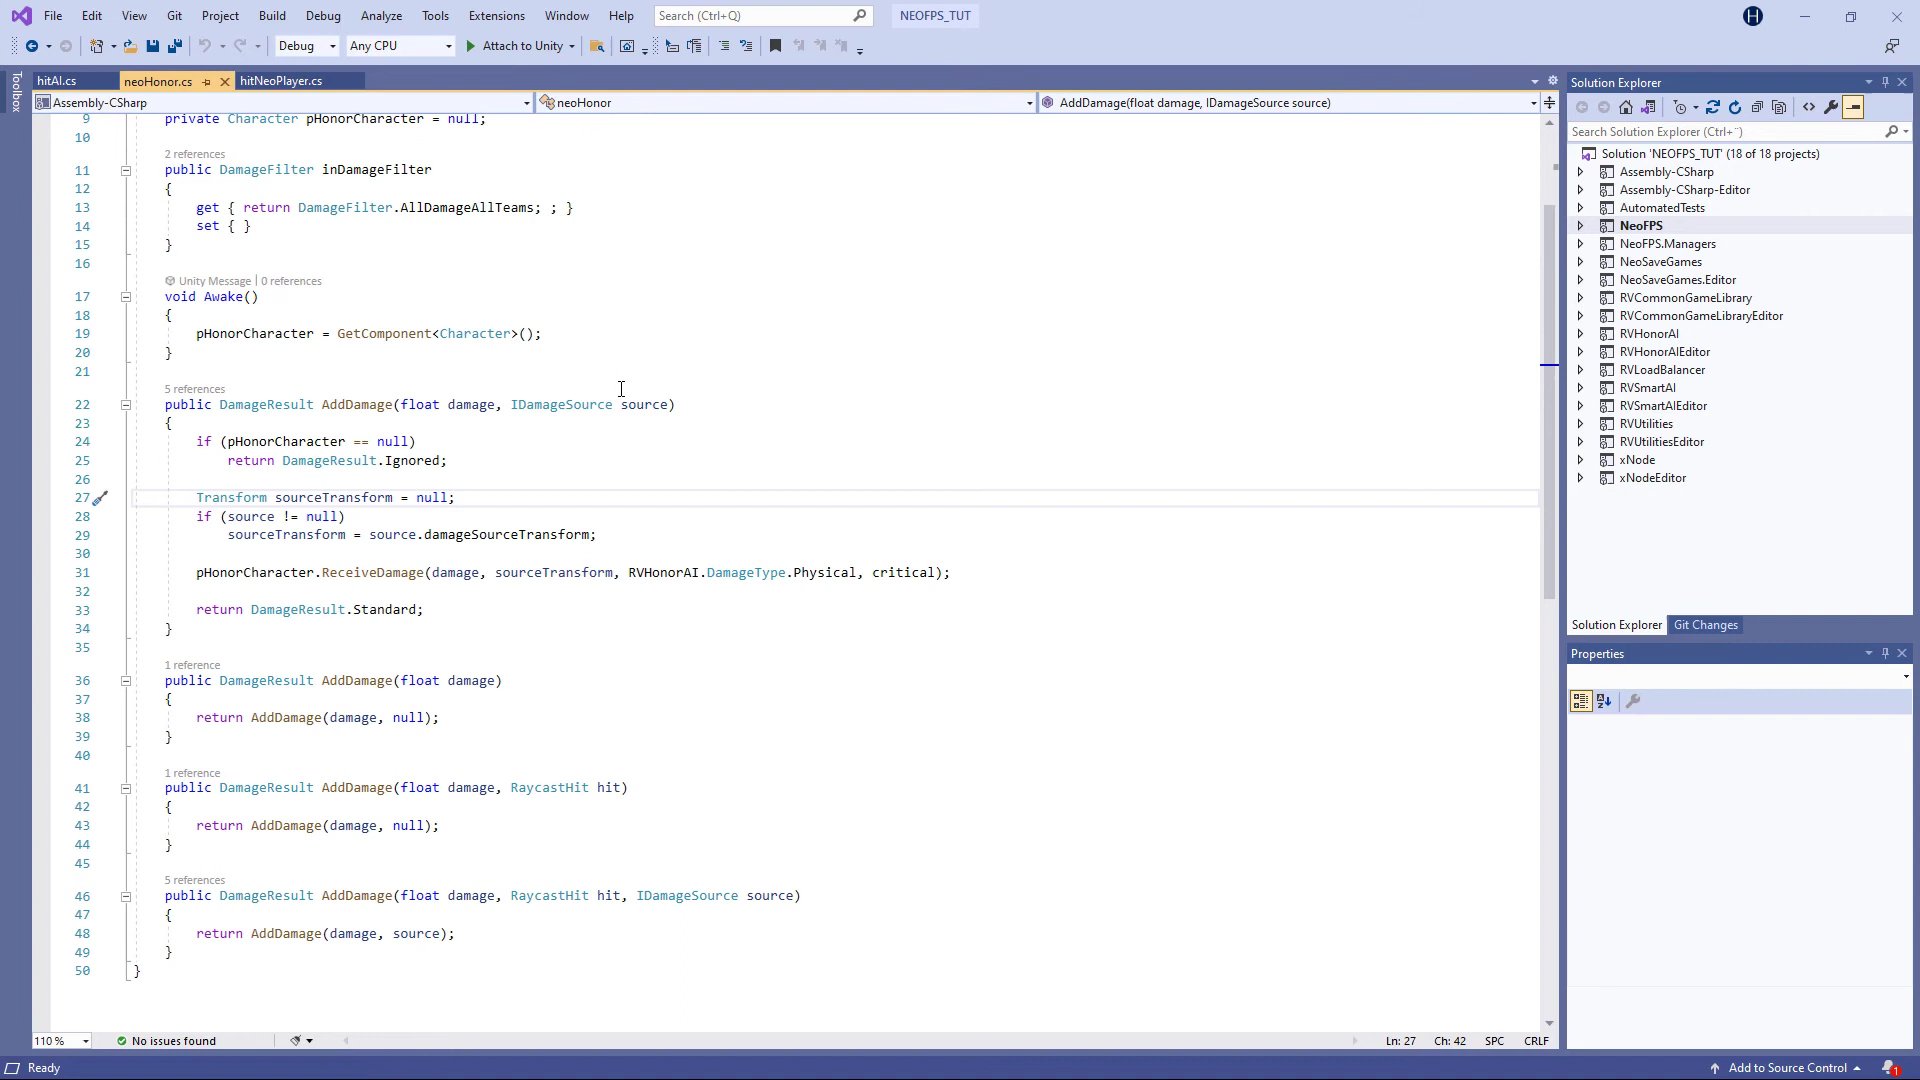 File Edit View Git Project Build Debug Analyze Tools Extensions Window Help Search (Ctrl+Q) NEOFPS_TUT H
Debug Any CPU Attach to Unity
Toolbox
hitAI.cs neoHonor.cs hitNeoPlayer.cs
Assembly-CSharp neoHonor AddDamage(float damage, IDamageSource source)
9 private Character pHonorCharacter = null;
10
2 references
11 public DamageFilter inDamageFilter
12 {
13 get { return DamageFilter.AllDamageAllTeams; ; }
14 set { }
15 }
16
Unity Message | 0 references
17 void Awake()
18 {
19 pHonorCharacter = GetComponent<Character>();
20 }
21
5 references
22 public DamageResult AddDamage(float damage, IDamageSource source)
23 {
24 if (pHonorCharacter == null)
25 return DamageResult.Ignored;
26
27 Transform sourceTransform = null;
28 if (source != null)
29 sourceTransform = source.damageSourceTransform;
30
31 pHonorCharacter.ReceiveDamage(damage, sourceTransform, RVHonorAI.DamageType.Physical, critical);
32
33 return DamageResult.Standard;
34 }
35
1 reference
36 public DamageResult AddDamage(float damage)
37 {
38 return AddDamage(damage, null);
39 }
40
1 reference
41 public DamageResult AddDamage(float damage, RaycastHit hit)
42 {
43 return AddDamage(damage, null);
44 }
45
5 references
46 public DamageResult AddDamage(float damage, RaycastHit hit, IDamageSource source)
47 {
48 return AddDamage(damage, source);
49 }
50 }
110 % No issues found Ln: 27 Ch: 42 SPC CRLF
Solution Explorer
Search Solution Explorer (Ctrl+¨)
Solution 'NEOFPS_TUT' (18 of 18 projects)
Assembly-CSharp
Assembly-CSharp-Editor
AutomatedTests
NeoFPS
NeoFPS.Managers
NeoSaveGames
NeoSaveGames.Editor
RVCommonGameLibrary
RVCommonGameLibraryEditor
RVHonorAI
RVHonorAIEditor
RVLoadBalancer
RVSmartAI
RVSmartAIEditor
RVUtilities
RVUtilitiesEditor
xNode
xNodeEditor
Solution Explorer Git Changes
Properties
Ready Add to Source Control 1